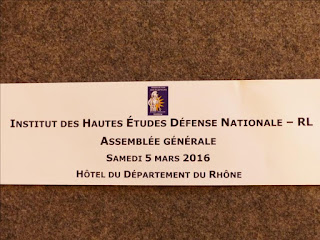 INSTITUT DES HAUTES ÉTUDES DÉFENSE NATIONALE – RL
ASSEMBLÉE GÉNÉRALE
SAMEDI 5 MARS 2016
HÔTEL DU DÉPARTEMENT DU RHÔNE